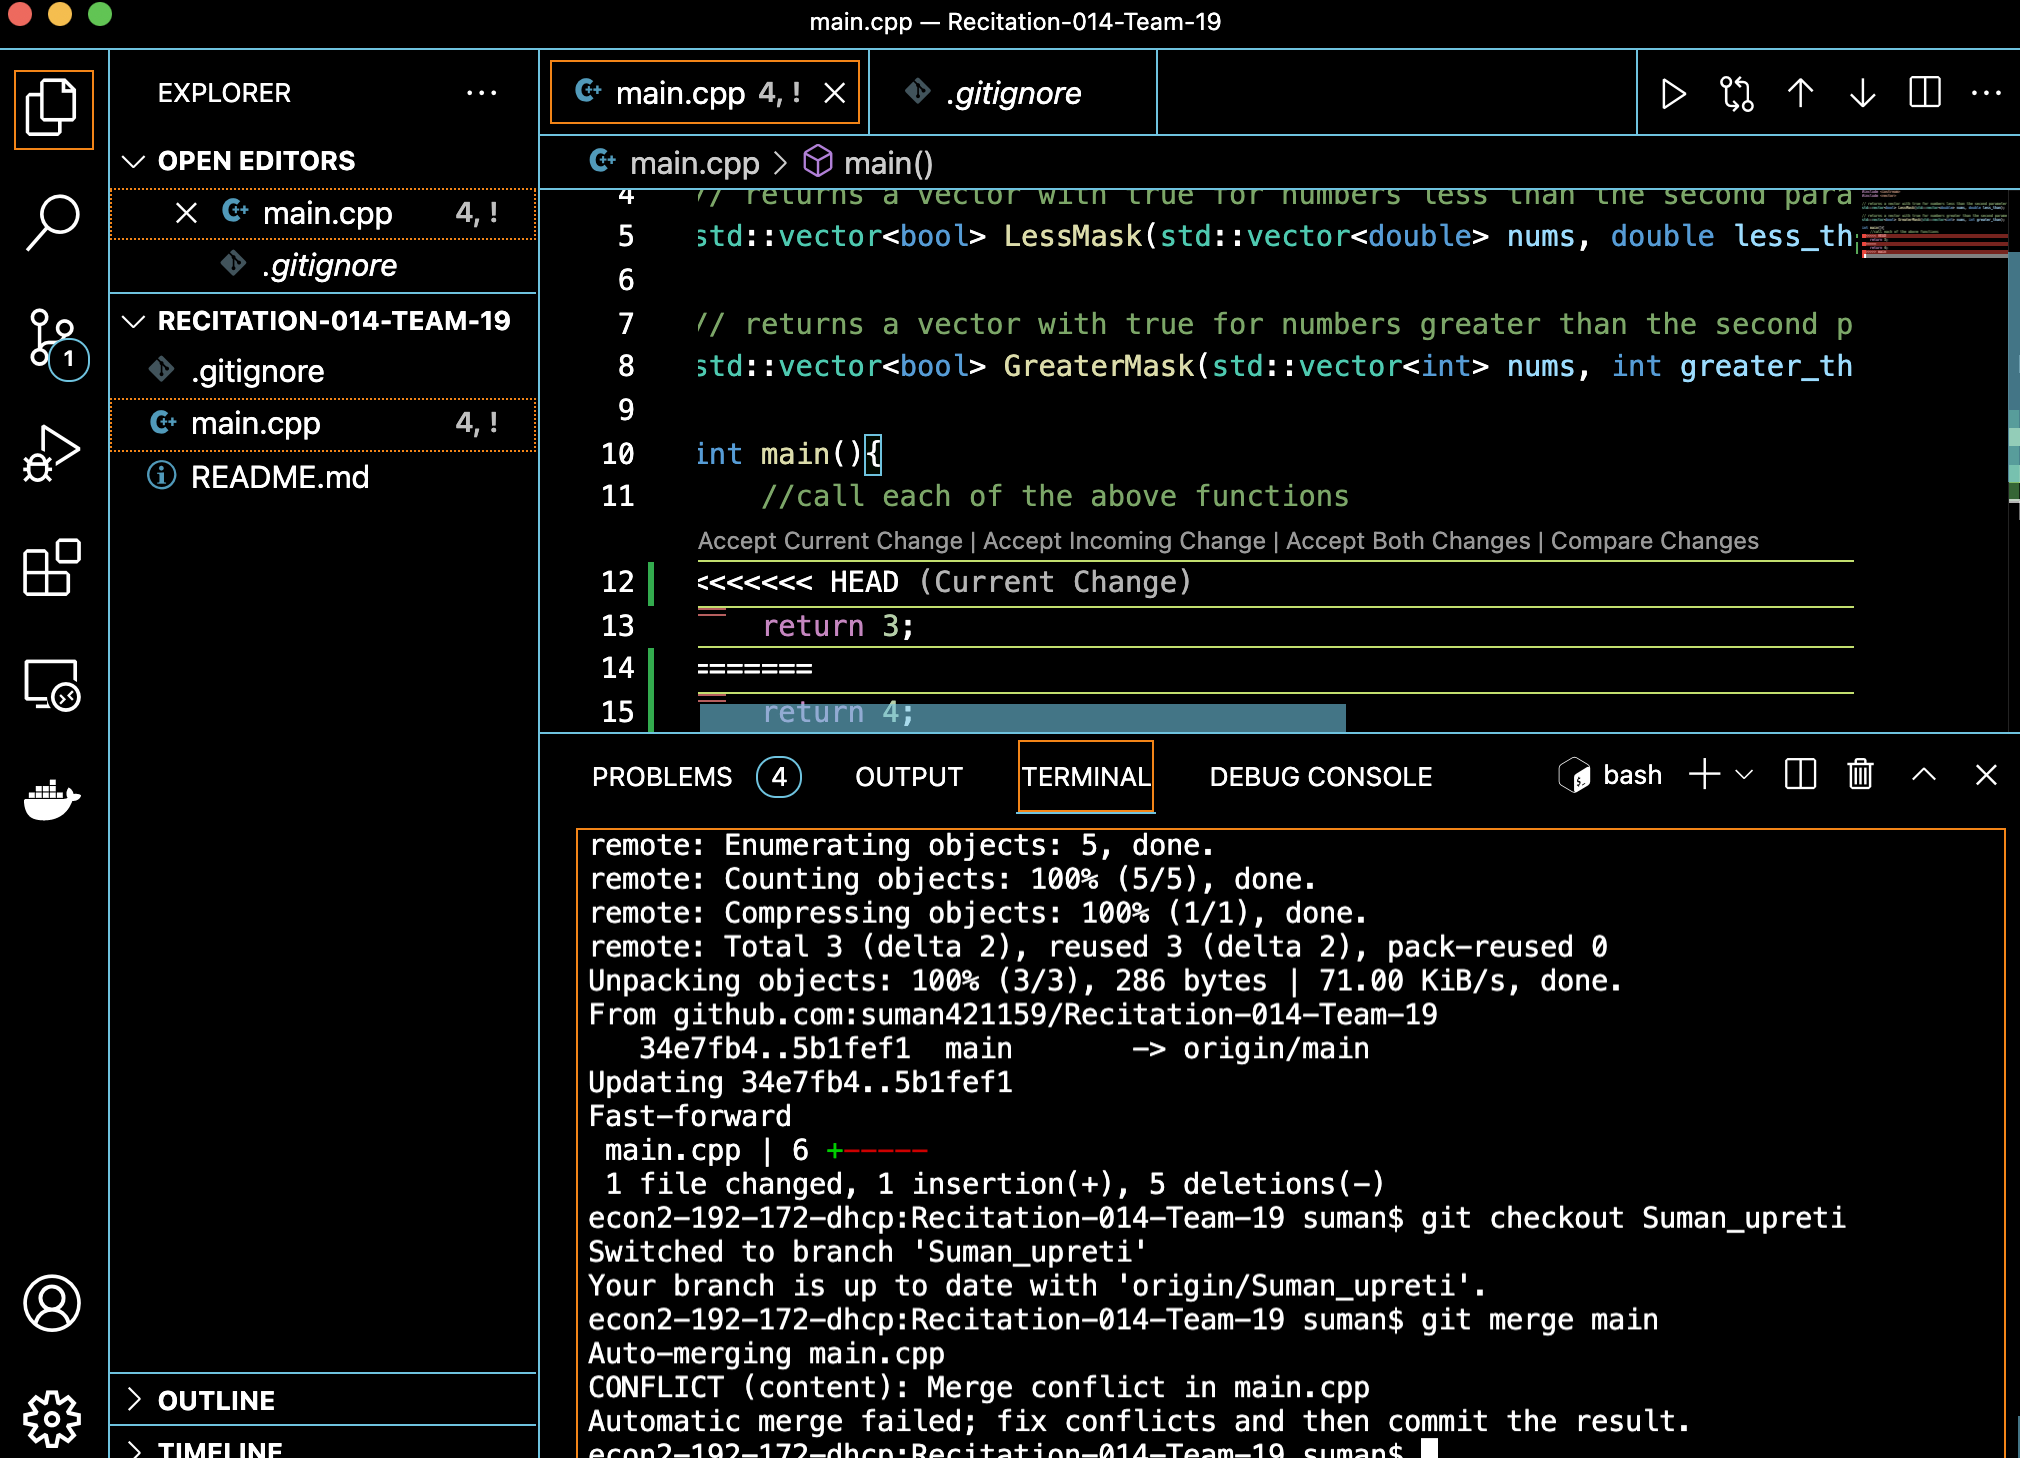 main.cpp — Recitation-014-Team-19
EXPLORER
OPEN EDITORS
main.cpp 4, !
.gitignore
RECITATION-014-TEAM-19
.gitignore
main.cpp 4, !
README.md
1
OUTLINE
TIMELINE
main.cpp 4, !
.gitignore
main.cpp > main()
4 // returns a vector with true for numbers less than the second para
5 std::vector<bool> LessMask(std::vector<double> nums, double less_th
6
7 // returns a vector with true for numbers greater than the second p
8 std::vector<bool> GreaterMask(std::vector<int> nums, int greater_th
9
10 int main(){
11 //call each of the above functions
Accept Current Change | Accept Incoming Change | Accept Both Changes | Compare Changes
12 <<<<<<< HEAD (Current Change)
13 return 3;
14 =======
15 return 4;
PROBLEMS 4 OUTPUT TERMINAL DEBUG CONSOLE bash
remote: Enumerating objects: 5, done.
remote: Counting objects: 100% (5/5), done.
remote: Compressing objects: 100% (1/1), done.
remote: Total 3 (delta 2), reused 3 (delta 2), pack-reused 0
Unpacking objects: 100% (3/3), 286 bytes | 71.00 KiB/s, done.
From github.com:suman421159/Recitation-014-Team-19
34e7fb4..5b1fef1 main -> origin/main
Updating 34e7fb4..5b1fef1
Fast-forward
main.cpp | 6 +-----
1 file changed, 1 insertion(+), 5 deletions(-)
econ2-192-172-dhcp:Recitation-014-Team-19 suman$ git checkout Suman_upreti
Switched to branch 'Suman_upreti'
Your branch is up to date with 'origin/Suman_upreti'.
econ2-192-172-dhcp:Recitation-014-Team-19 suman$ git merge main
Auto-merging main.cpp
CONFLICT (content): Merge conflict in main.cpp
Automatic merge failed; fix conflicts and then commit the result.
econ2-192-172-dhcp:Recitation-014-Team-19 suman$